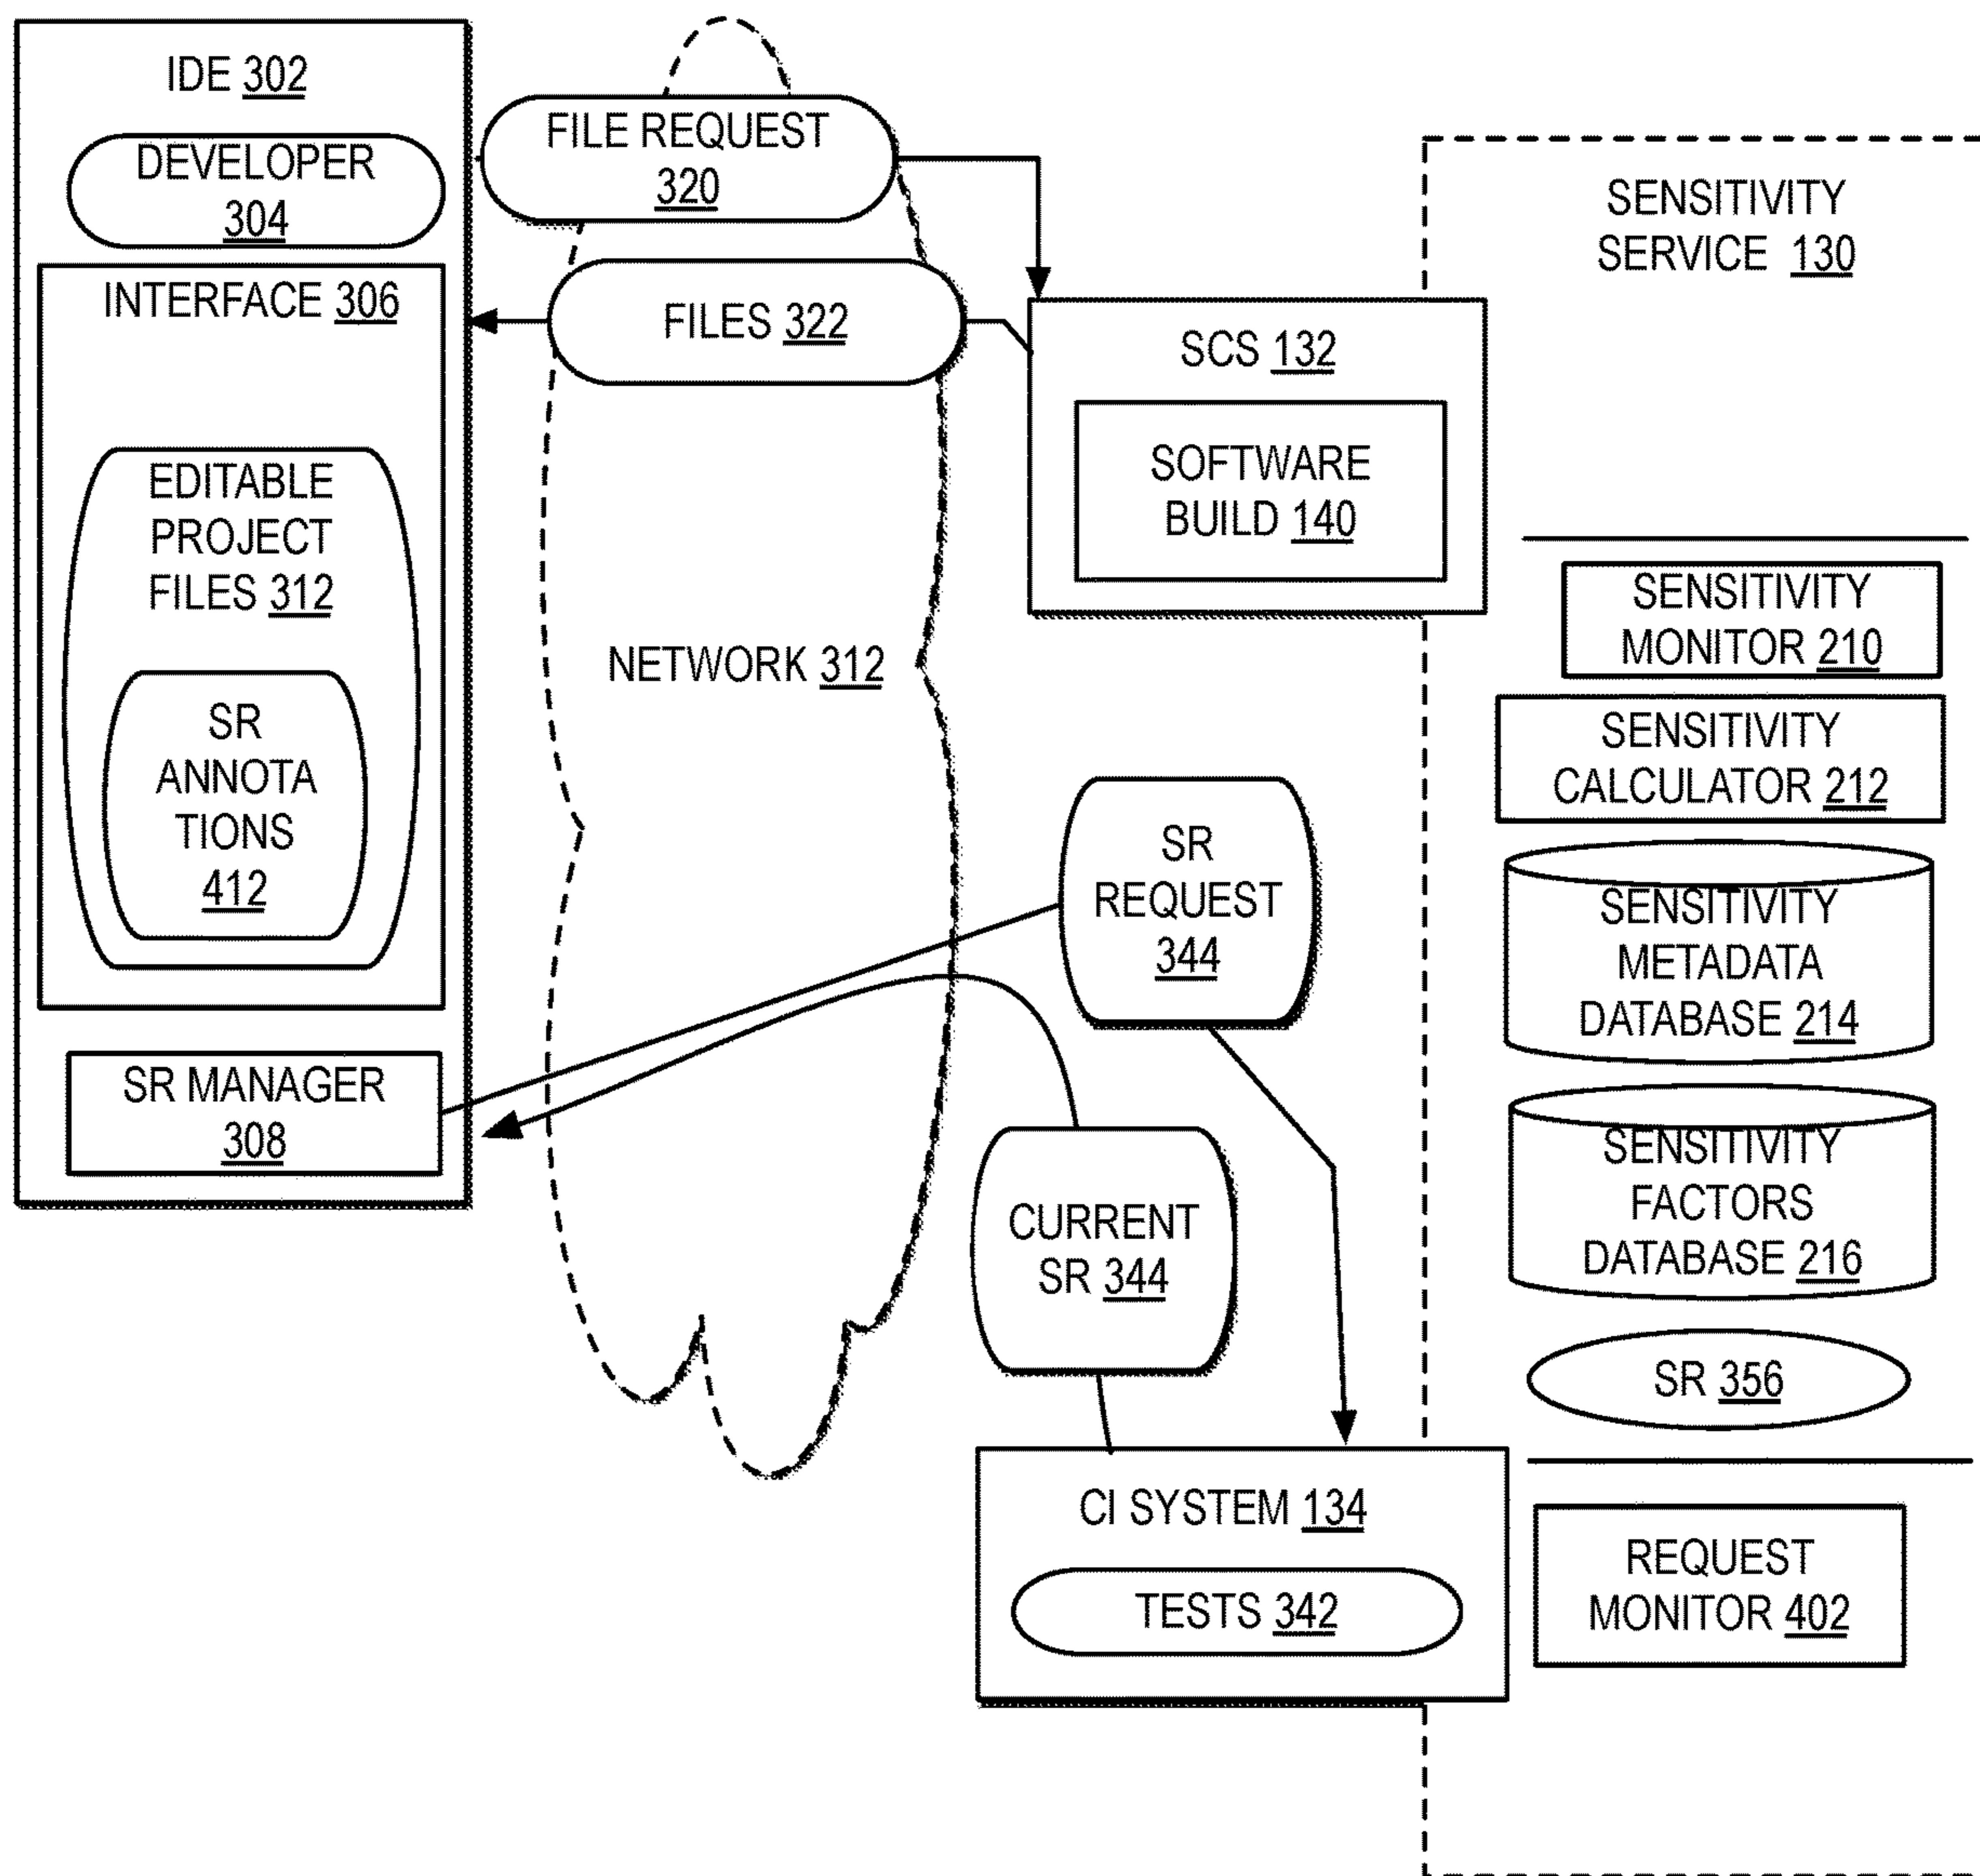 IDE 302
DEVELOPER
304
INTERFACE 306
EDITABLE
PROJECT
FILES 312
SR
ANNOTA
TIONS
412
SR MANAGER
308
FILE REQUEST
320
FILES 322
NETWORK 312
SCS 132
SOFTWARE
BUILD 140
SR
REQUEST
344
CURRENT
SR 344
CI SYSTEM 134
TESTS 342
SENSITIVITY
SERVICE 130
SENSITIVITY
MONITOR 210
SENSITIVITY
CALCULATOR 212
SENSITIVITY
METADATA
DATABASE 214
SENSITIVITY
FACTORS
DATABASE 216
SR 356
REQUEST
MONITOR 402